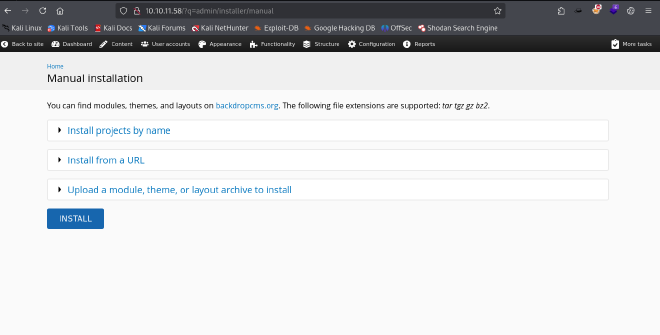 10.10.11.58/?q=admin/installer/manual
Kali Linux Kali Tools Kali Docs Kali Forums Kali NetHunter Exploit-DB Google Hacking DB OffSec Shodan Search Engine
Back to site Dashboard Content User accounts Appearance Functionality Structure Configuration Reports More tasks
Home
Manual installation
You can find modules, themes, and layouts on backdropcms.org. The following file extensions are supported: tar tgz gz bz2.
Install projects by name
Install from a URL
Upload a module, theme, or layout archive to install
INSTALL